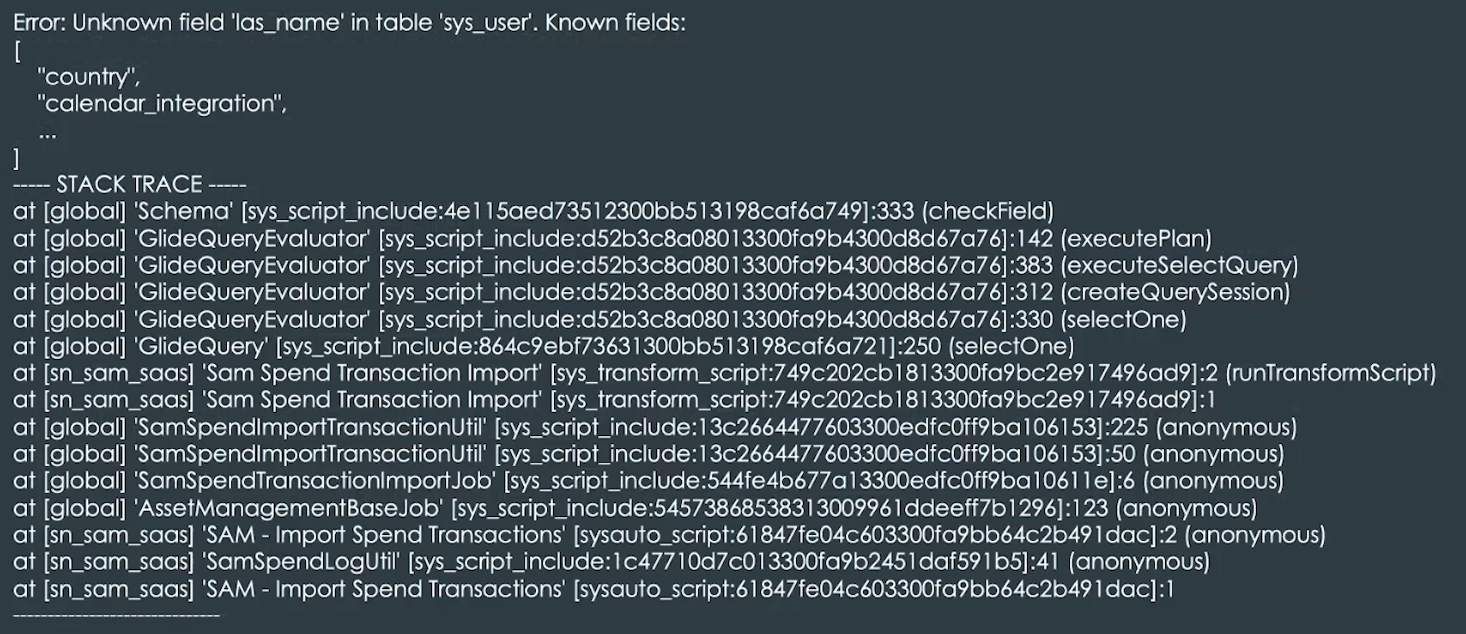 Error: Unknown field 'las_name' in table 'sys_user'. Known fields:
[
"country",
"calendar_integration",
...
]
----- STACK TRACE -----
at [global] 'Schema' [sys_script_include:4e115aed73512300bb513198caf6a749]:333 (checkField)
at [global] 'GlideQueryEvaluator' [sys_script_include:d52b3c8a08013300fa9b4300d8d67a76]:142 (executePlan)
at [global] 'GlideQueryEvaluator' [sys_script_include:d52b3c8a08013300fa9b4300d8d67a76]:383 (executeSelectQuery)
at [global] 'GlideQueryEvaluator' [sys_script_include:d52b3c8a08013300fa9b4300d8d67a76]:312 (createQuerySession)
at [global] 'GlideQueryEvaluator' [sys_script_include:d52b3c8a08013300fa9b4300d8d67a76]:330 (selectOne)
at [global] 'GlideQuery' [sys_script_include:864c9ebf73631300bb513198caf6a721]:250 (selectOne)
at [sn_sam_saas] 'Sam Spend Transaction Import' [sys_transform_script:749c202cb1813300fa9bc2e917496ad9]:2 (runTransformScript)
at [sn_sam_saas] 'Sam Spend Transaction Import' [sys_transform_script:749c202cb1813300fa9bc2e917496ad9]:1
at [global] 'SamSpendImportTransactionUtil' [sys_script_include:13c2664477603300edfc0ff9ba106153]:225 (anonymous)
at [global] 'SamSpendImportTransactionUtil' [sys_script_include:13c2664477603300edfc0ff9ba106153]:50 (anonymous)
at [global] 'SamSpendTransactionImportJob' [sys_script_include:544fe4b677a13300edfc0ff9ba10611e]:6 (anonymous)
at [global] 'AssetManagementBaseJob' [sys_script_include:54573868538313009961ddeeff7b1296]:123 (anonymous)
at [sn_sam_saas] 'SAM - Import Spend Transactions' [sysauto_script:61847fe04c603300fa9bb64c2b491dac]:2 (anonymous)
at [sn_sam_saas] 'SamSpendLogUtil' [sys_script_include:1c47710d7c013300fa9b2451daf591b5]:41 (anonymous)
at [sn_sam_saas] 'SAM - Import Spend Transactions' [sysauto_script:61847fe04c603300fa9bb64c2b491dac]:1
------------------------------